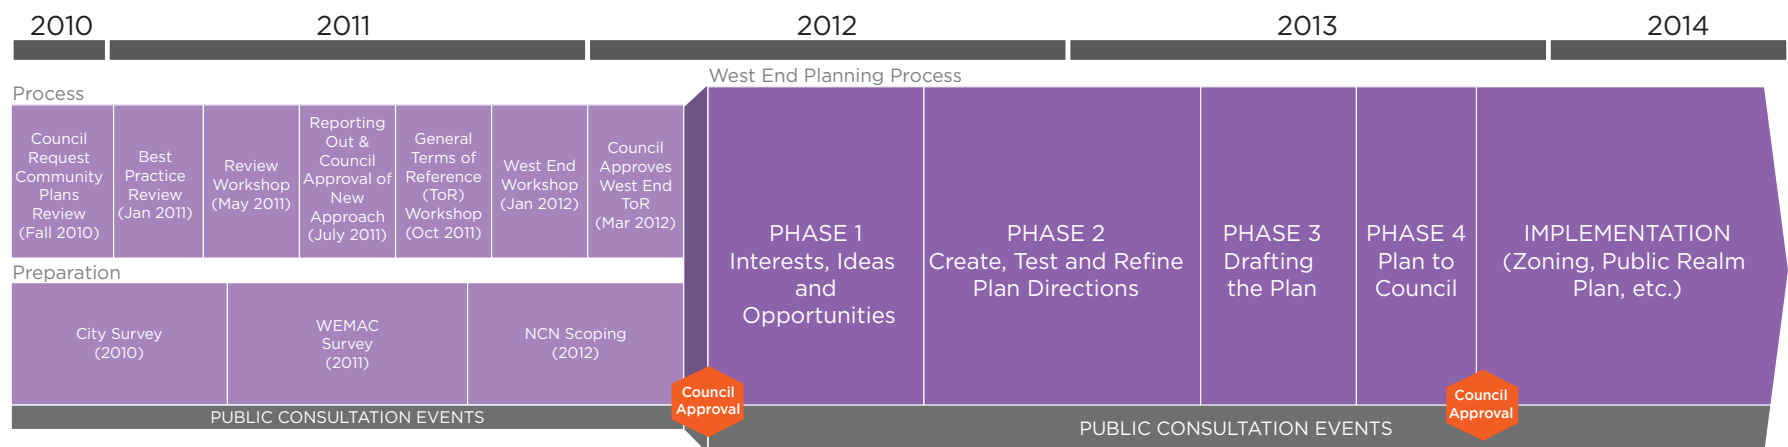 2010
2011
2012
2013
2014
Process
West End Planning Process
Council
Request
Community
Plans
Review
(Fall 2010)
Best
Practice
Review
(Jan 2011)
Review
Workshop
(May 2011)
Reporting
Out &
Council
Approval of
New
Approach
(July 2011)
General
Terms of
Reference
(ToR)
Workshop
(Oct 2011)
West End
Workshop
(Jan 2012)
Council
Approves
West End
ToR
(Mar 2012)
Preparation
City Survey
(2010)
WEMAC
Survey
(2011)
NCN Scoping
(2012)
PUBLIC CONSULTATION EVENTS
Council
Approval
PHASE 1
Interests, Ideas
and
Opportunities
PHASE 2
Create, Test and Refine
Plan Directions
PHASE 3
Drafting
the Plan
PHASE 4
Plan to
Council
IMPLEMENTATION
(Zoning, Public Realm
Plan, etc.)
Council
Approval
PUBLIC CONSULTATION EVENTS